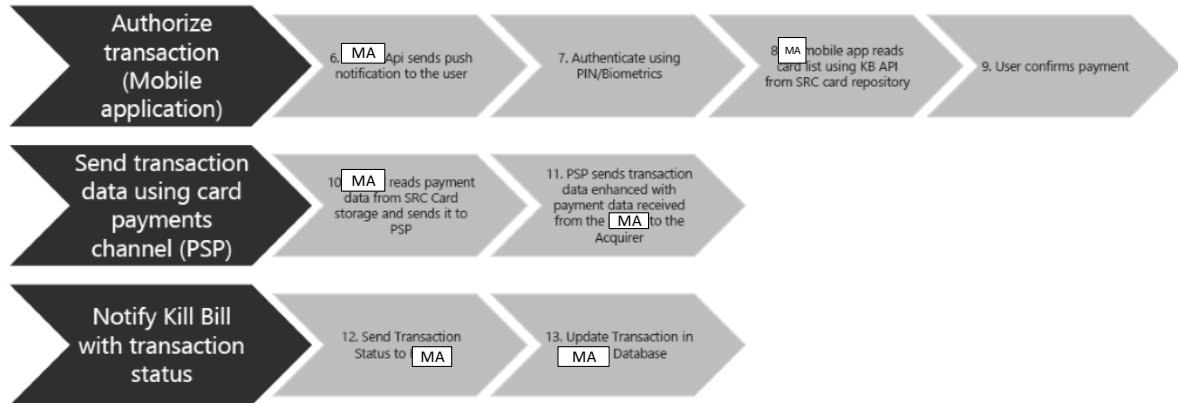 Authorize
transaction
(Mobile
application)
6. MA Api sends push
notification to the user
7. Authenticate using
PIN/Biometrics
8 MA mobile app reads
card list using KB API
from SRC card repository
9. User confirms payment
Send transaction
data using card
payments
channel (PSP)
10 MA reads payment
data from SRC Card
storage and sends it to
PSP
11. PSP sends transaction
data enhanced with
payment data received
from the MA to the
Acquirer
Notify Kill Bill
with transaction
status
12. Send Transaction
Status to MA
13. Update Transaction in
MA Database